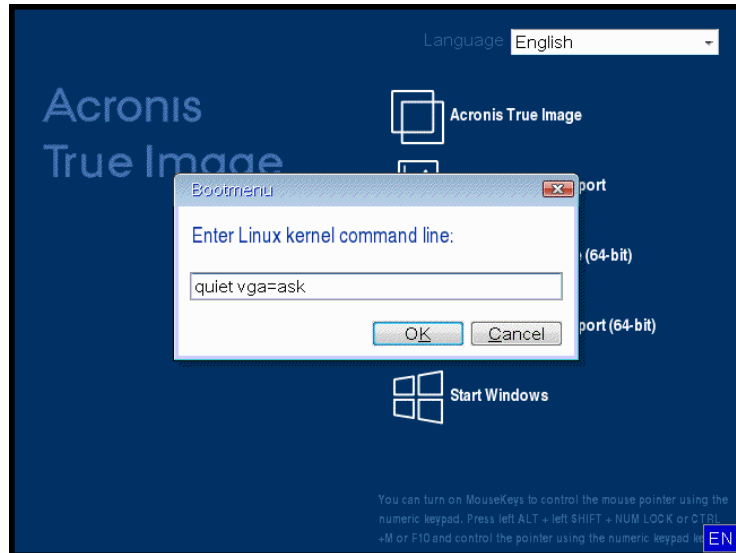 Language English
Acronis
True Image
Acronis True Image
Bootmenu
port
Enter Linux kernel command line:
(64-bit)
quiet vga=ask
OK Cancel
port (64-bit)
Start Windows
You can turn on MouseKeys to control the mouse pointer using the
numeric keypad. Press left ALT + left SHIFT + NUM LOCK or CTRL
+M or F10 and control the pointer using the numeric keypad
EN